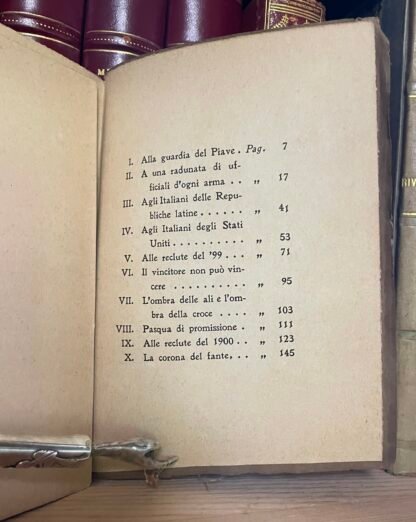 I. Alla guardia del Piave . Pag. 7
II. A una radunata di uf-
ficiali d'ogni arma . . „ 17
III. Agli Italiani delle Repu-
bliche latine . . . . . . „ 41
IV. Agli Italiani degli Stati
Uniti . . . . . . . . . . „ 53
V. Alle reclute del '99 . . . „ 71
VI. Il vincitore non può vin-
cere . . . . . . . . . . „ 95
VII. L'ombra delle ali e l'om-
bra della croce . . . . „ 103
VIII. Pasqua di promissione . „ 111
IX. Alle reclute del 1900 . . „ 123
X. La corona del fante. . . „ 145